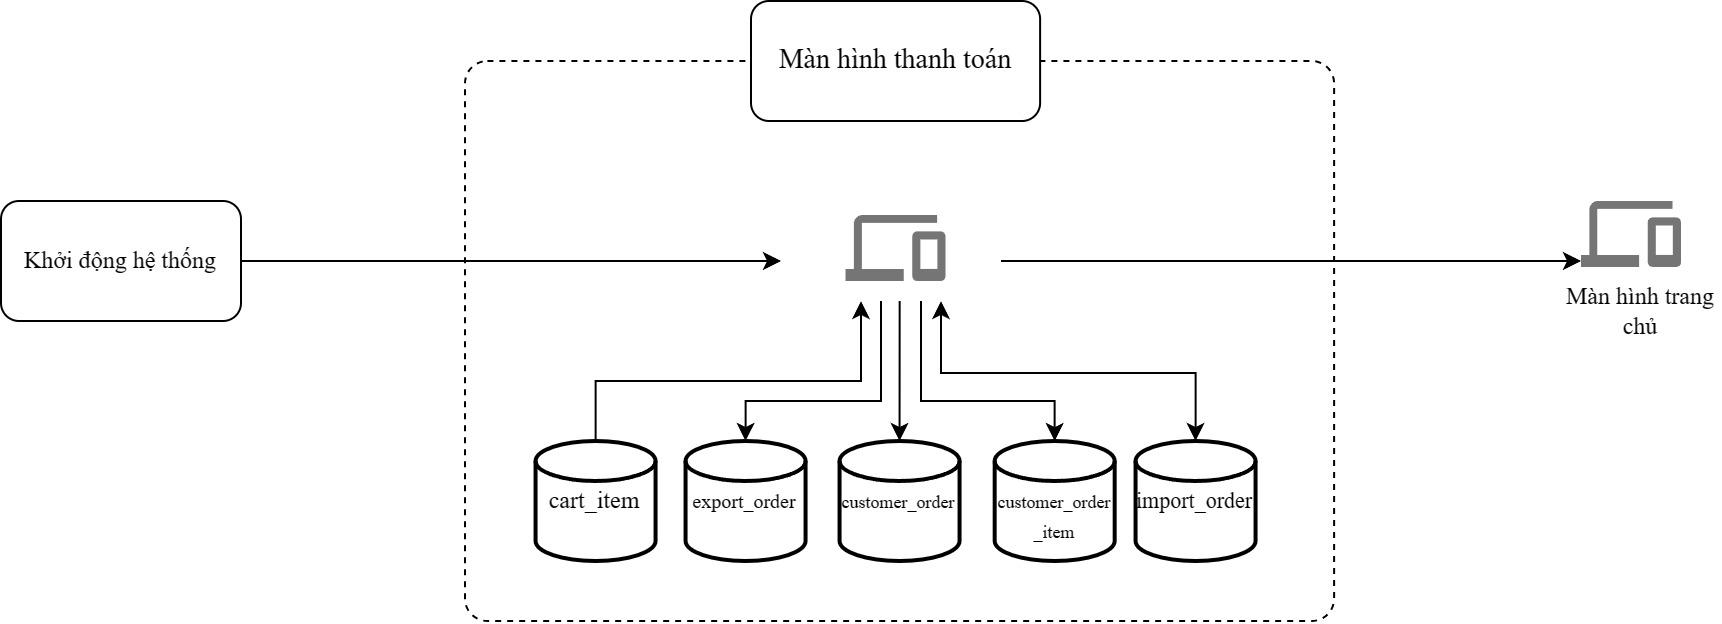 Màn hình thanh toán
Khởi động hệ thống
Màn hình trang
chủ
cart_item
export_order
customer_order
customer_order
_item
import_order